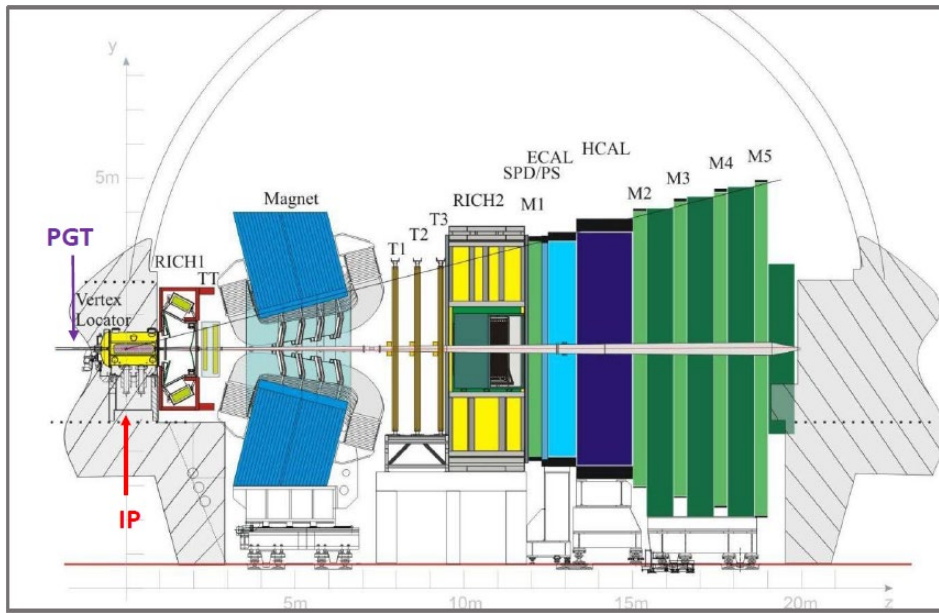 y
HCAL
ECAL
SPD/PS
M5
M4
M3
M2
M1
RICH2
5m
Magnet
T3
T2
T1
PGT
RICH1
TT
Vertex
Locator
IP
5m
10m
15m
20m
z